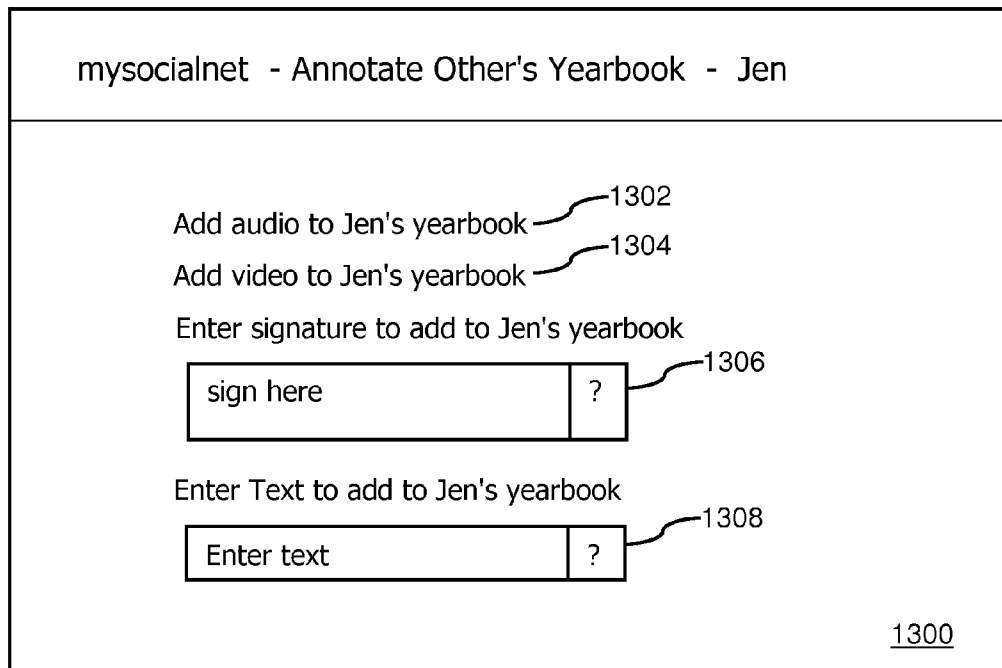 mysocialnet - Annotate Other's Yearbook - Jen
1302
Add audio to Jen's yearbook
1304
Add video to Jen's yearbook
Enter signature to add to Jen's yearbook
1306
sign here ?
Enter Text to add to Jen's yearbook
1308
Enter text ?
1300